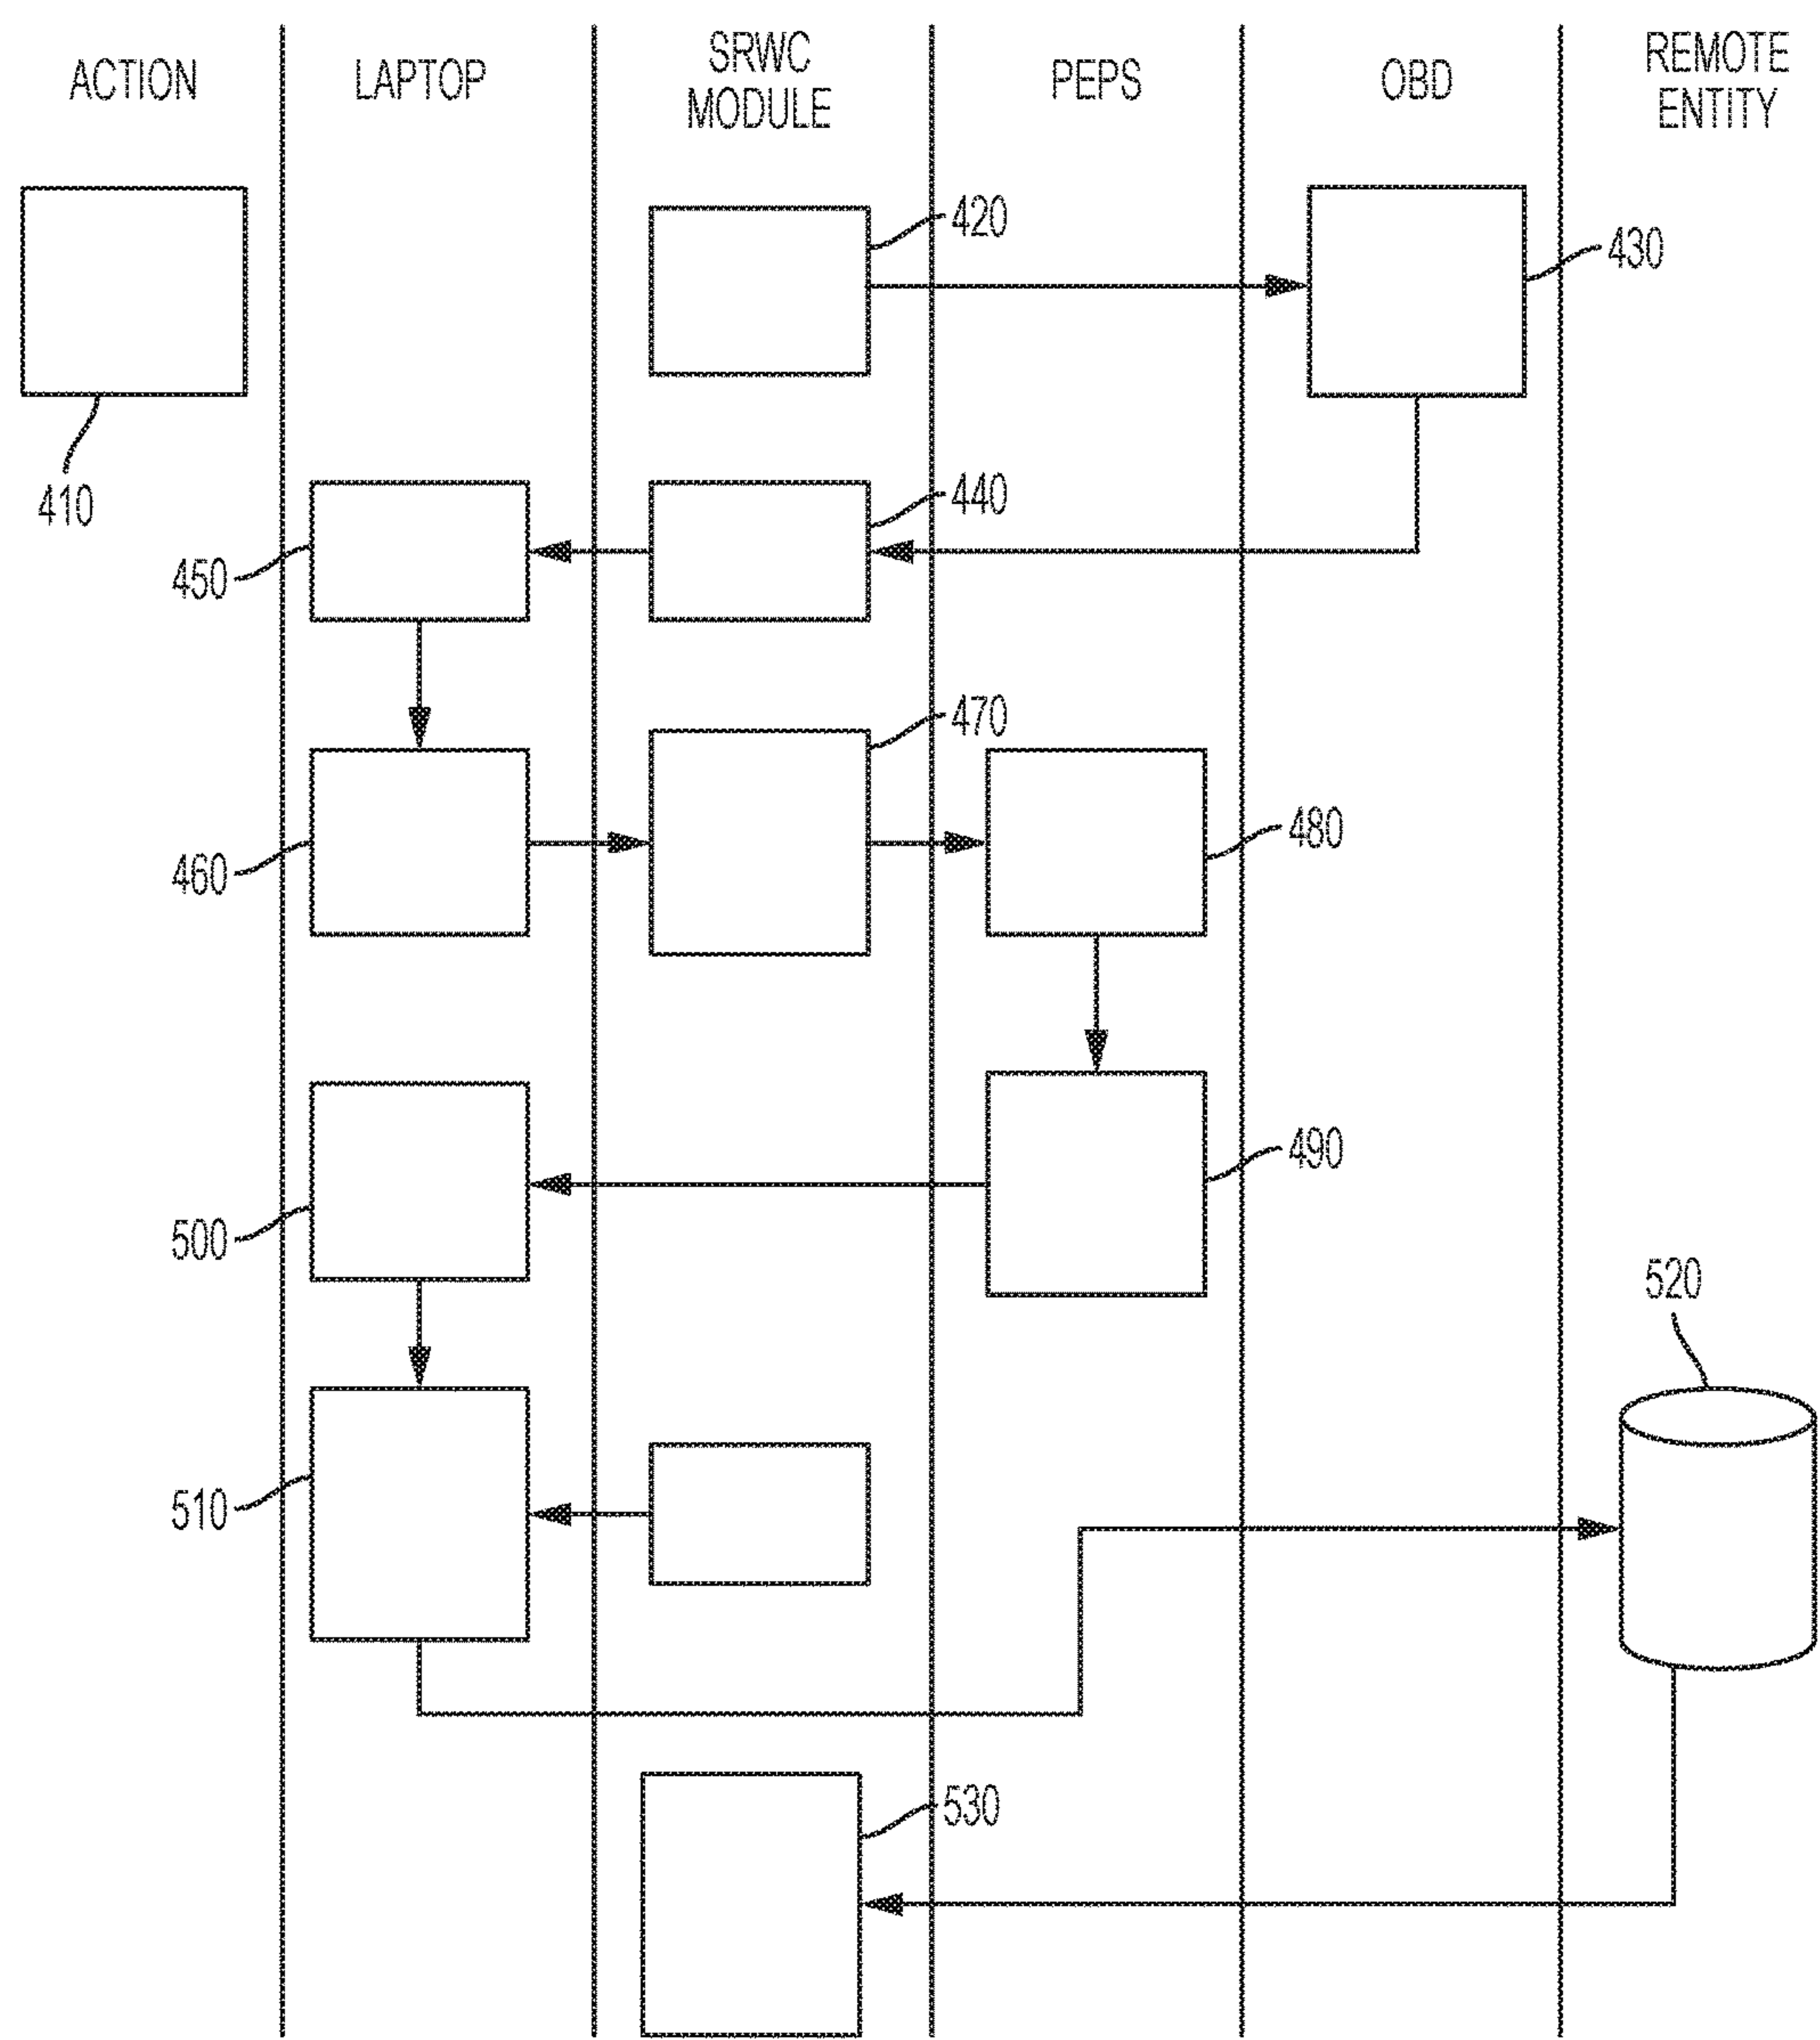 ACTION
LAPTOP
SRWC
MODULE
PEPS
OBD
REMOTE
ENTITY
420
430
410
440
450
470
480
460
490
500
520
510
530